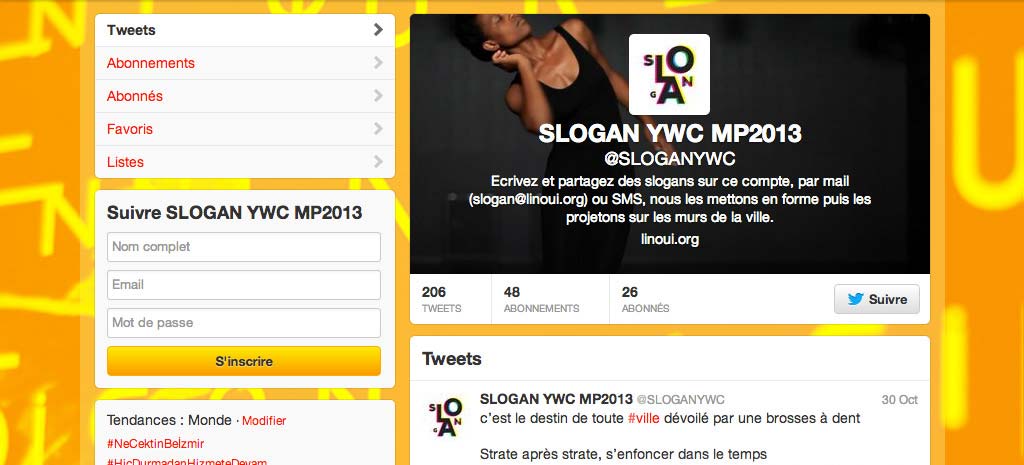 Tweets
Abonnements
Abonnés
Favoris
Listes
Suivre SLOGAN YWC MP2013
Nom complet
Email
Mot de passe
S'inscrire
Tendances : Monde · Modifier
#NeCektinBeİzmir
#HicDurmadanHizmeteDevam
SLOGAN
SLOGAN YWC MP2013
@SLOGANYWC
Ecrivez et partagez des slogans sur ce compte, par mail
(slogan@linoui.org) ou SMS, nous les mettons en forme puis les
projetons sur les murs de la ville.
linoui.org
206
TWEETS
48
ABONNEMENTS
26
ABONNÉS
Suivre
Tweets
SLOGAN
SLOGAN YWC MP2013 @SLOGANYWC 30 Oct
c'est le destin de toute #ville dévoilé par une brosses à dent
Strate après strate, s'enfoncer dans le temps